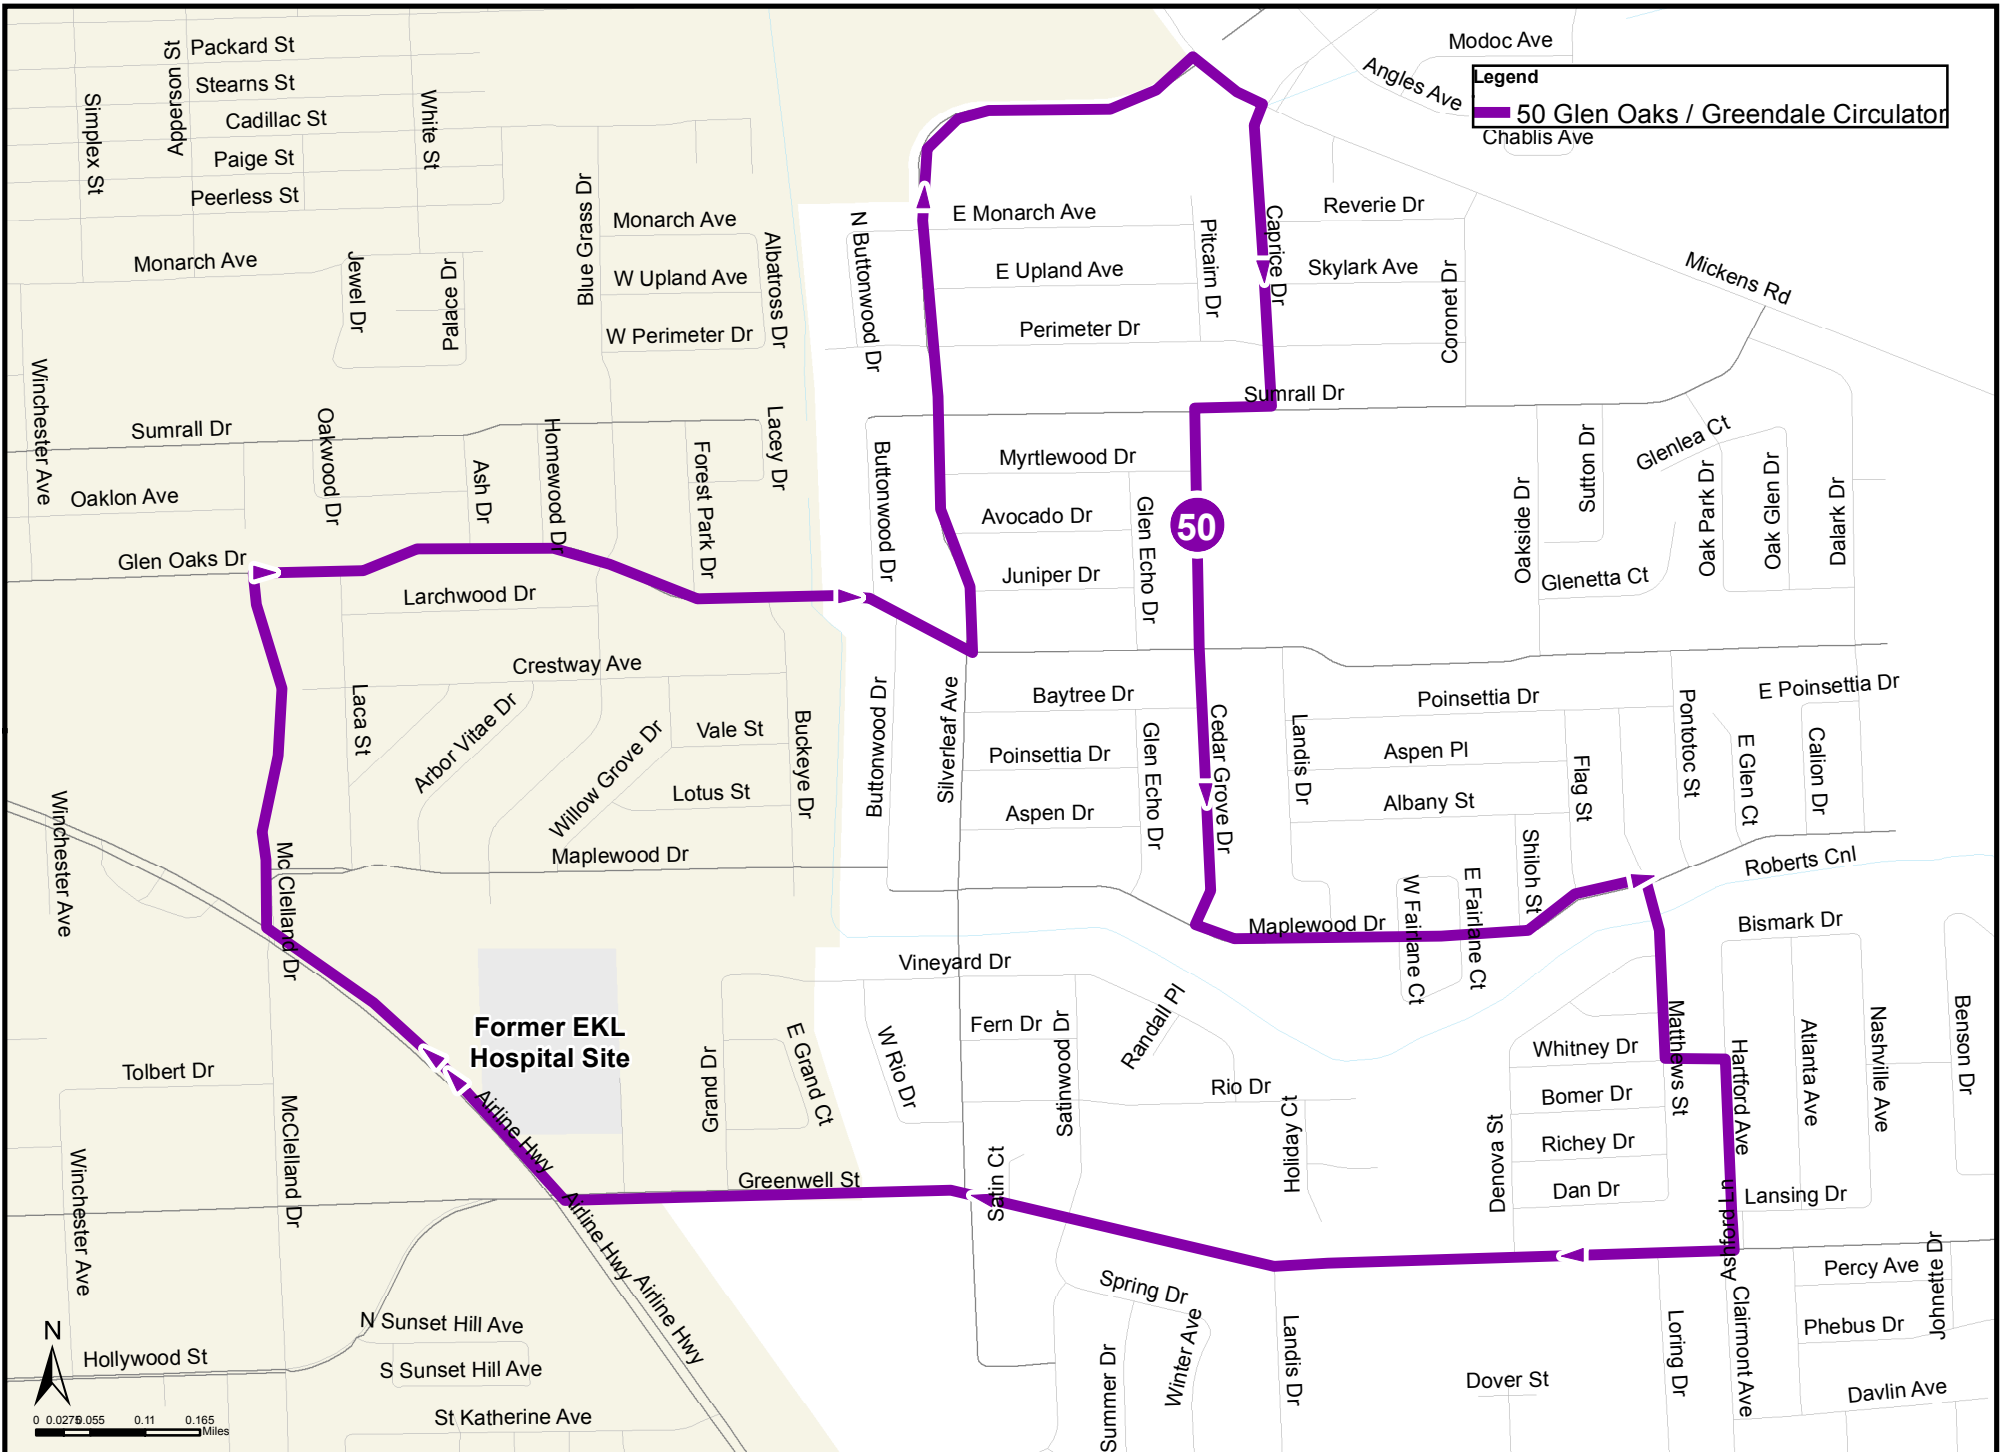 Packard St
Stearns St
Cadillac St
Paige St
Peerless St
Simplex St
Apperson St
White St
Monarch Ave
Jewel Dr
Palace Dr
Blue Grass Dr
Monarch Ave
W Upland Ave
W Perimeter Dr
Albatross Dr
N Buttonwood Dr
E Monarch Ave
E Upland Ave
Perimeter Dr
Pitcairn Dr
Caprice Dr
Reverie Dr
Skylark Ave
Coronet Dr
Modoc Ave
Angles Ave
Legend
50 Glen Oaks / Greendale Circulator
Chablis Ave
Mickens Rd
Winchester Ave
Sumrall Dr
Oaklon Ave
Oakwood Dr
Ash Dr
Homewood Dr
Forest Park Dr
Lacey Dr
Buttonwood Dr
Sumrall Dr
Myrtlewood Dr
Avocado Dr
Juniper Dr
Glen Echo Dr
50
Oakside Dr
Sutton Dr
Glenlea Ct
Glenetta Ct
Oak Park Dr
Oak Glen Dr
Dalark Dr
Glen Oaks Dr
Larchwood Dr
Crestway Ave
Laca St
Arbor Vitae Dr
Willow Grove Dr
Vale St
Lotus St
Buckeye Dr
Maplewood Dr
Buttonwood Dr
Silverleaf Ave
Baytree Dr
Poinsettia Dr
Aspen Dr
Glen Echo Dr
Cedar Grove Dr
Landis Dr
Poinsettia Dr
Aspen Pl
Albany St
Flag St
Shiloh St
Pontotoc St
E Poinsettia Dr
E Glen Ct
Calion Dr
Roberts Cnl
Winchester Ave
Mc Clelland Dr
Maplewood Dr
W Fairlane Ct
E Fairlane Ct
Bismark Dr
Vineyard Dr
Former EKL
Hospital Site
Grand Dr
E Grand Ct
W Rio Dr
Fern Dr
Satinwood Dr
Randall Pl
Rio Dr
Holiday Ct
Whitney Dr
Bomer Dr
Richey Dr
Dan Dr
Denova St
Matthews St
Hartford Ave
Atlanta Ave
Nashville Ave
Benson Dr
Lansing Dr
Ashford Ln
Tolbert Dr
McClelland Dr
Winchester Ave
Airline Hwy
Airline Hwy
Airline Hwy
Greenwell St
Satin Ct
Spring Dr
Summer Dr
Winter Ave
Landis Dr
Dover St
Loring Dr
Clairmont Ave
Percy Ave
Phebus Dr
Johnette Dr
Davlin Ave
N Sunset Hill Ave
S Sunset Hill Ave
St Katherine Ave
Hollywood St
N
0 0.0275 0.055 0.11 0.165
Miles